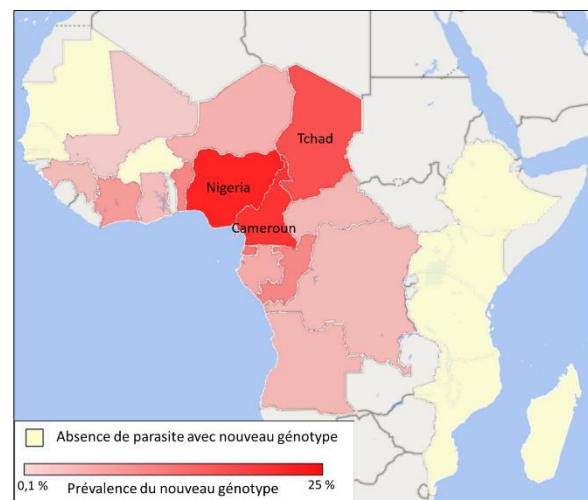 Tchad
Nigeria
Cameroun
Absence de parasite avec nouveau génotype
0,1 % Prévalence du nouveau génotype 25 %